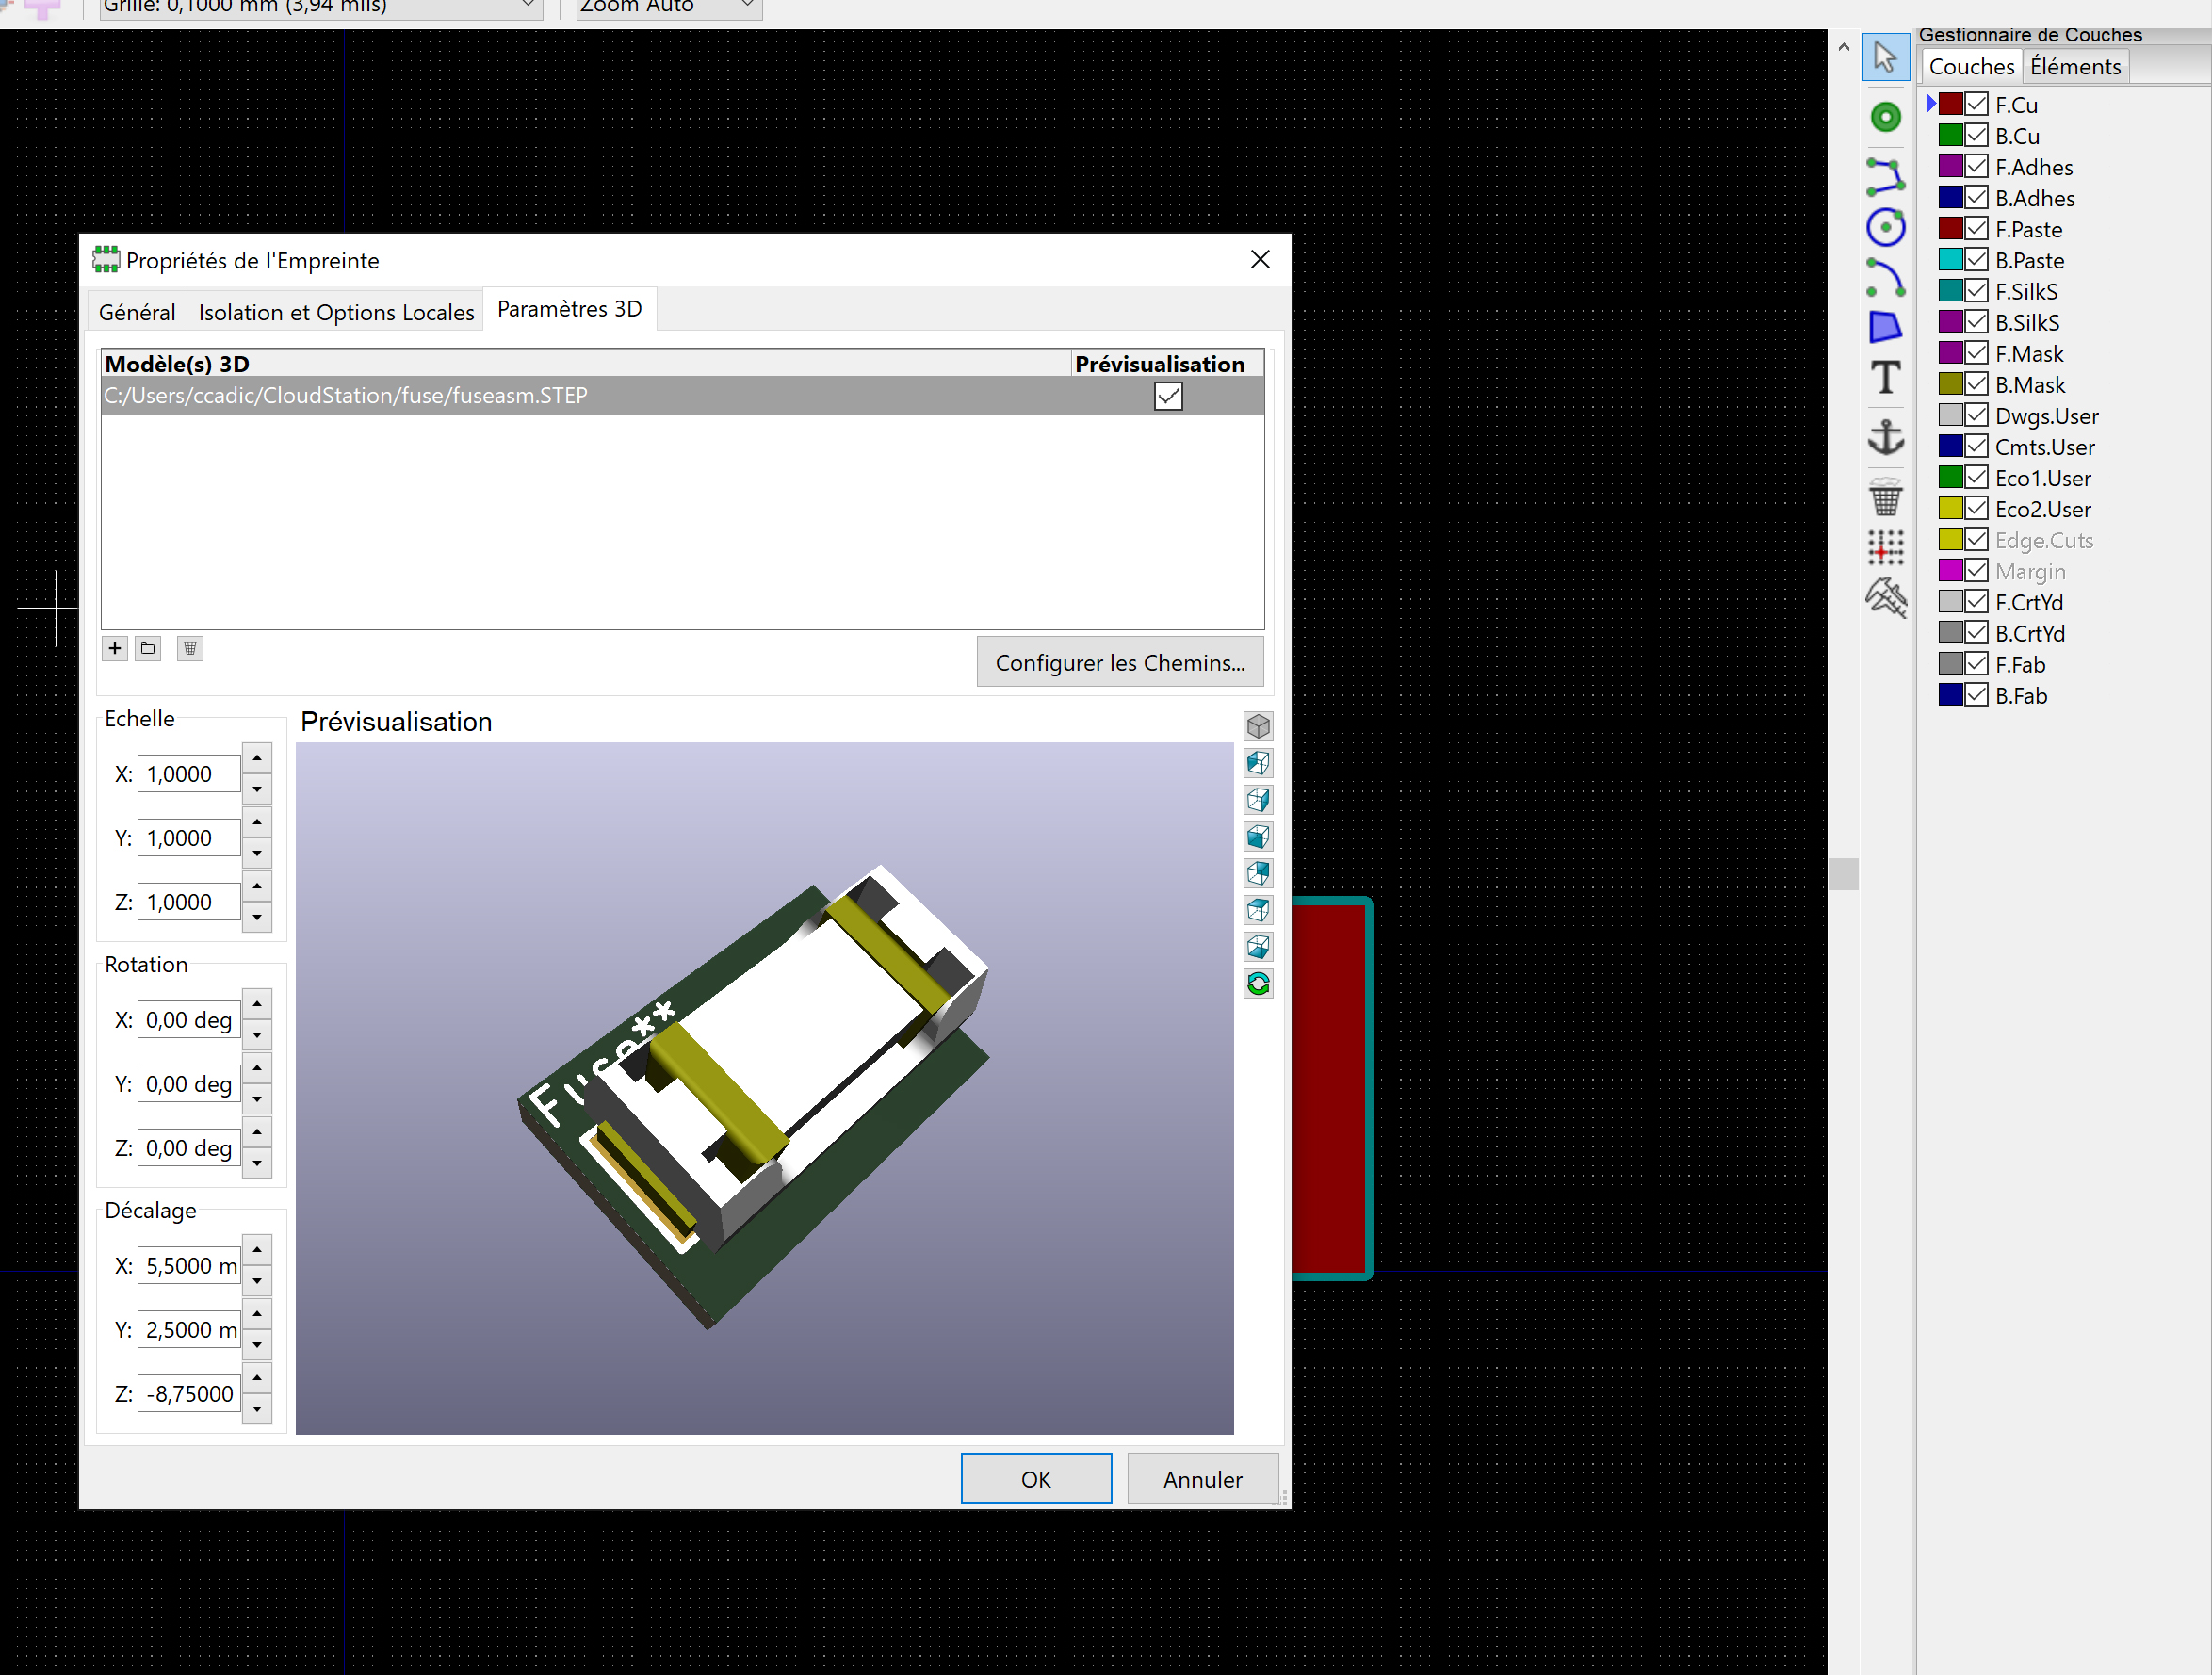 Grille: 0,1000 mm (3,94 mils)
Zoom Auto
Gestionnaire de Couches
Couches
Éléments
F.Cu
B.Cu
F.Adhes
B.Adhes
F.Paste
B.Paste
F.SilkS
B.SilkS
F.Mask
B.Mask
Dwgs.User
Cmts.User
Eco1.User
Eco2.User
Edge.Cuts
Margin
F.CrtYd
B.CrtYd
F.Fab
B.Fab
Propriétés de l'Empreinte
Général
Isolation et Options Locales
Paramètres 3D
Modèle(s) 3D
Prévisualisation
C:/Users/ccadic/CloudStation/fuse/fuseasm.STEP
Configurer les Chemins...
Echelle
X: 1,0000
Y: 1,0000
Z: 1,0000
Rotation
X: 0,00 deg
Y: 0,00 deg
Z: 0,00 deg
Décalage
X: 5,5000 m
Y: 2,5000 m
Z: -8,75000
Prévisualisation
Fuse**
OK
Annuler